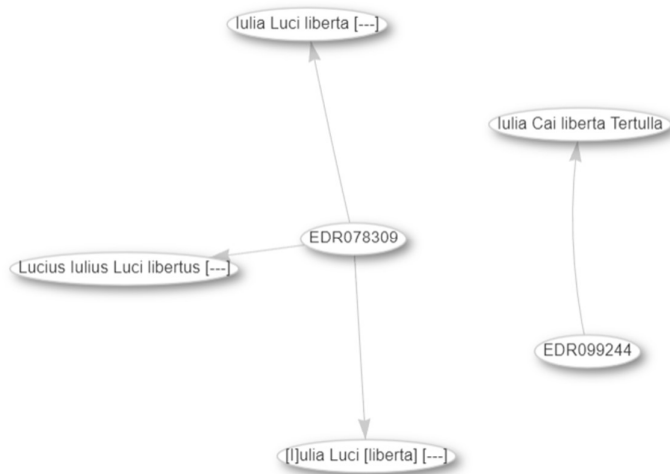 Iulia Luci liberta [---]
Iulia Cai liberta Tertulla
EDR078309
Lucius Iulius Luci libertus [---]
EDR099244
[I]ulia Luci [liberta] [---]